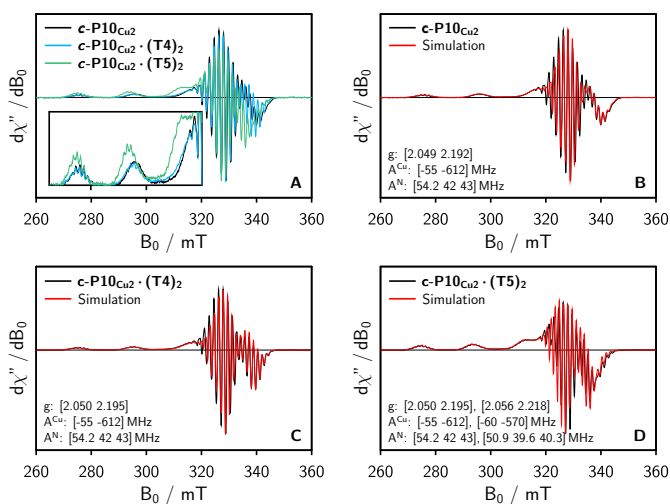 c-P10Cu2
c-P10Cu2 · (T4)2
c-P10Cu2 · (T5)2
dχ'' / dB0
A
260 280 300 320 340 360
B0 / mT
c-P10Cu2
Simulation
dχ'' / dB0
g: [2.049 2.192]
ACu: [-55 -612] MHz
AN: [54.2 42 43] MHz
B
260 280 300 320 340 360
B0 / mT
c-P10Cu2 · (T4)2
Simulation
dχ'' / dB0
g: [2.050 2.195]
ACu: [-55 -612] MHz
AN: [54.2 42 43] MHz
C
260 280 300 320 340 360
B0 / mT
c-P10Cu2 · (T5)2
Simulation
dχ'' / dB0
g: [2.050 2.195], [2.056 2.218]
ACu: [-55 -612], [-60 -570] MHz
AN: [54.2 42 43], [50.9 39.6 40.3] MHz
D
260 280 300 320 340 360
B0 / mT